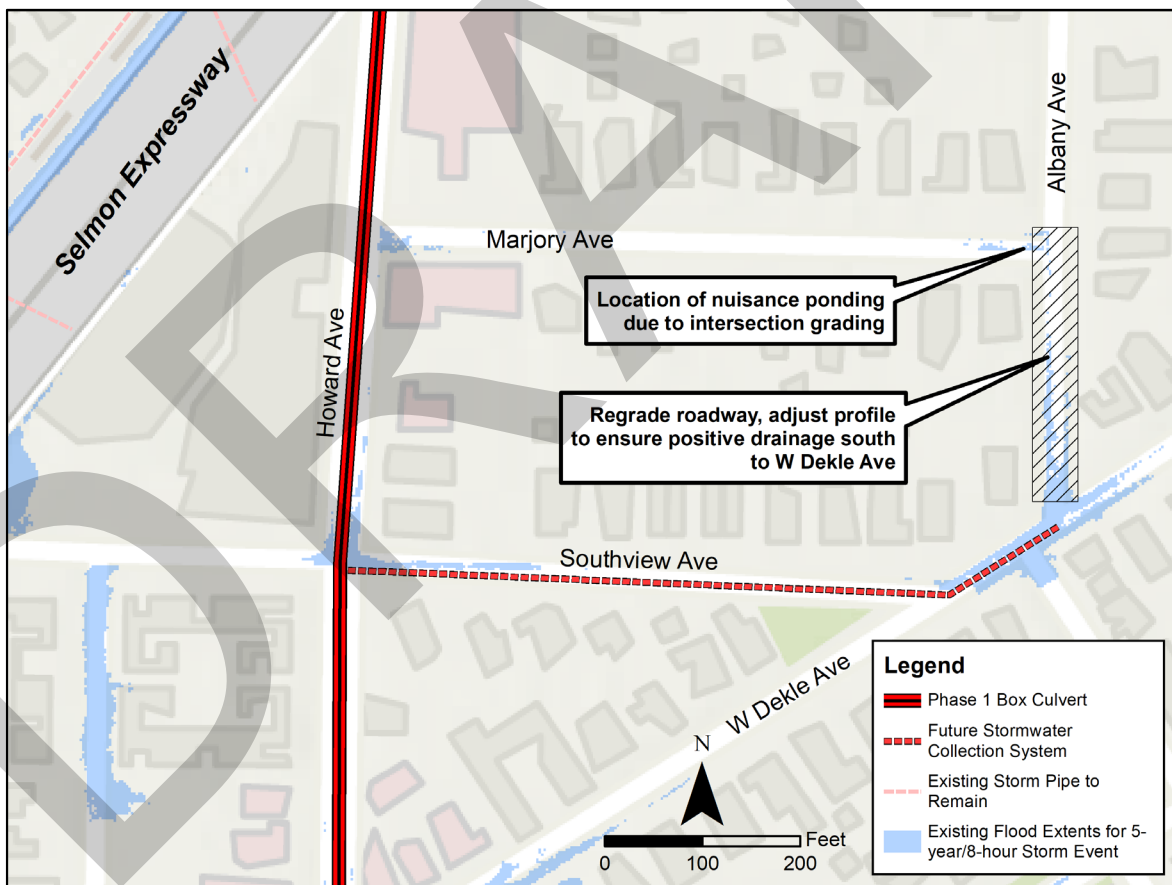 Selmon Expressway
Albany Ave
Marjory Ave
Location of nuisance ponding
due to intersection grading
Howard Ave
Regrade roadway, adjust profile
to ensure positive drainage south
to W Dekle Ave
Southview Ave
W Dekle Ave
N
Feet
0 100 200
Legend
Phase 1 Box Culvert
Future Stormwater
Collection System
Existing Storm Pipe to
Remain
Existing Flood Extents for 5-
year/8-hour Storm Event
DRAF